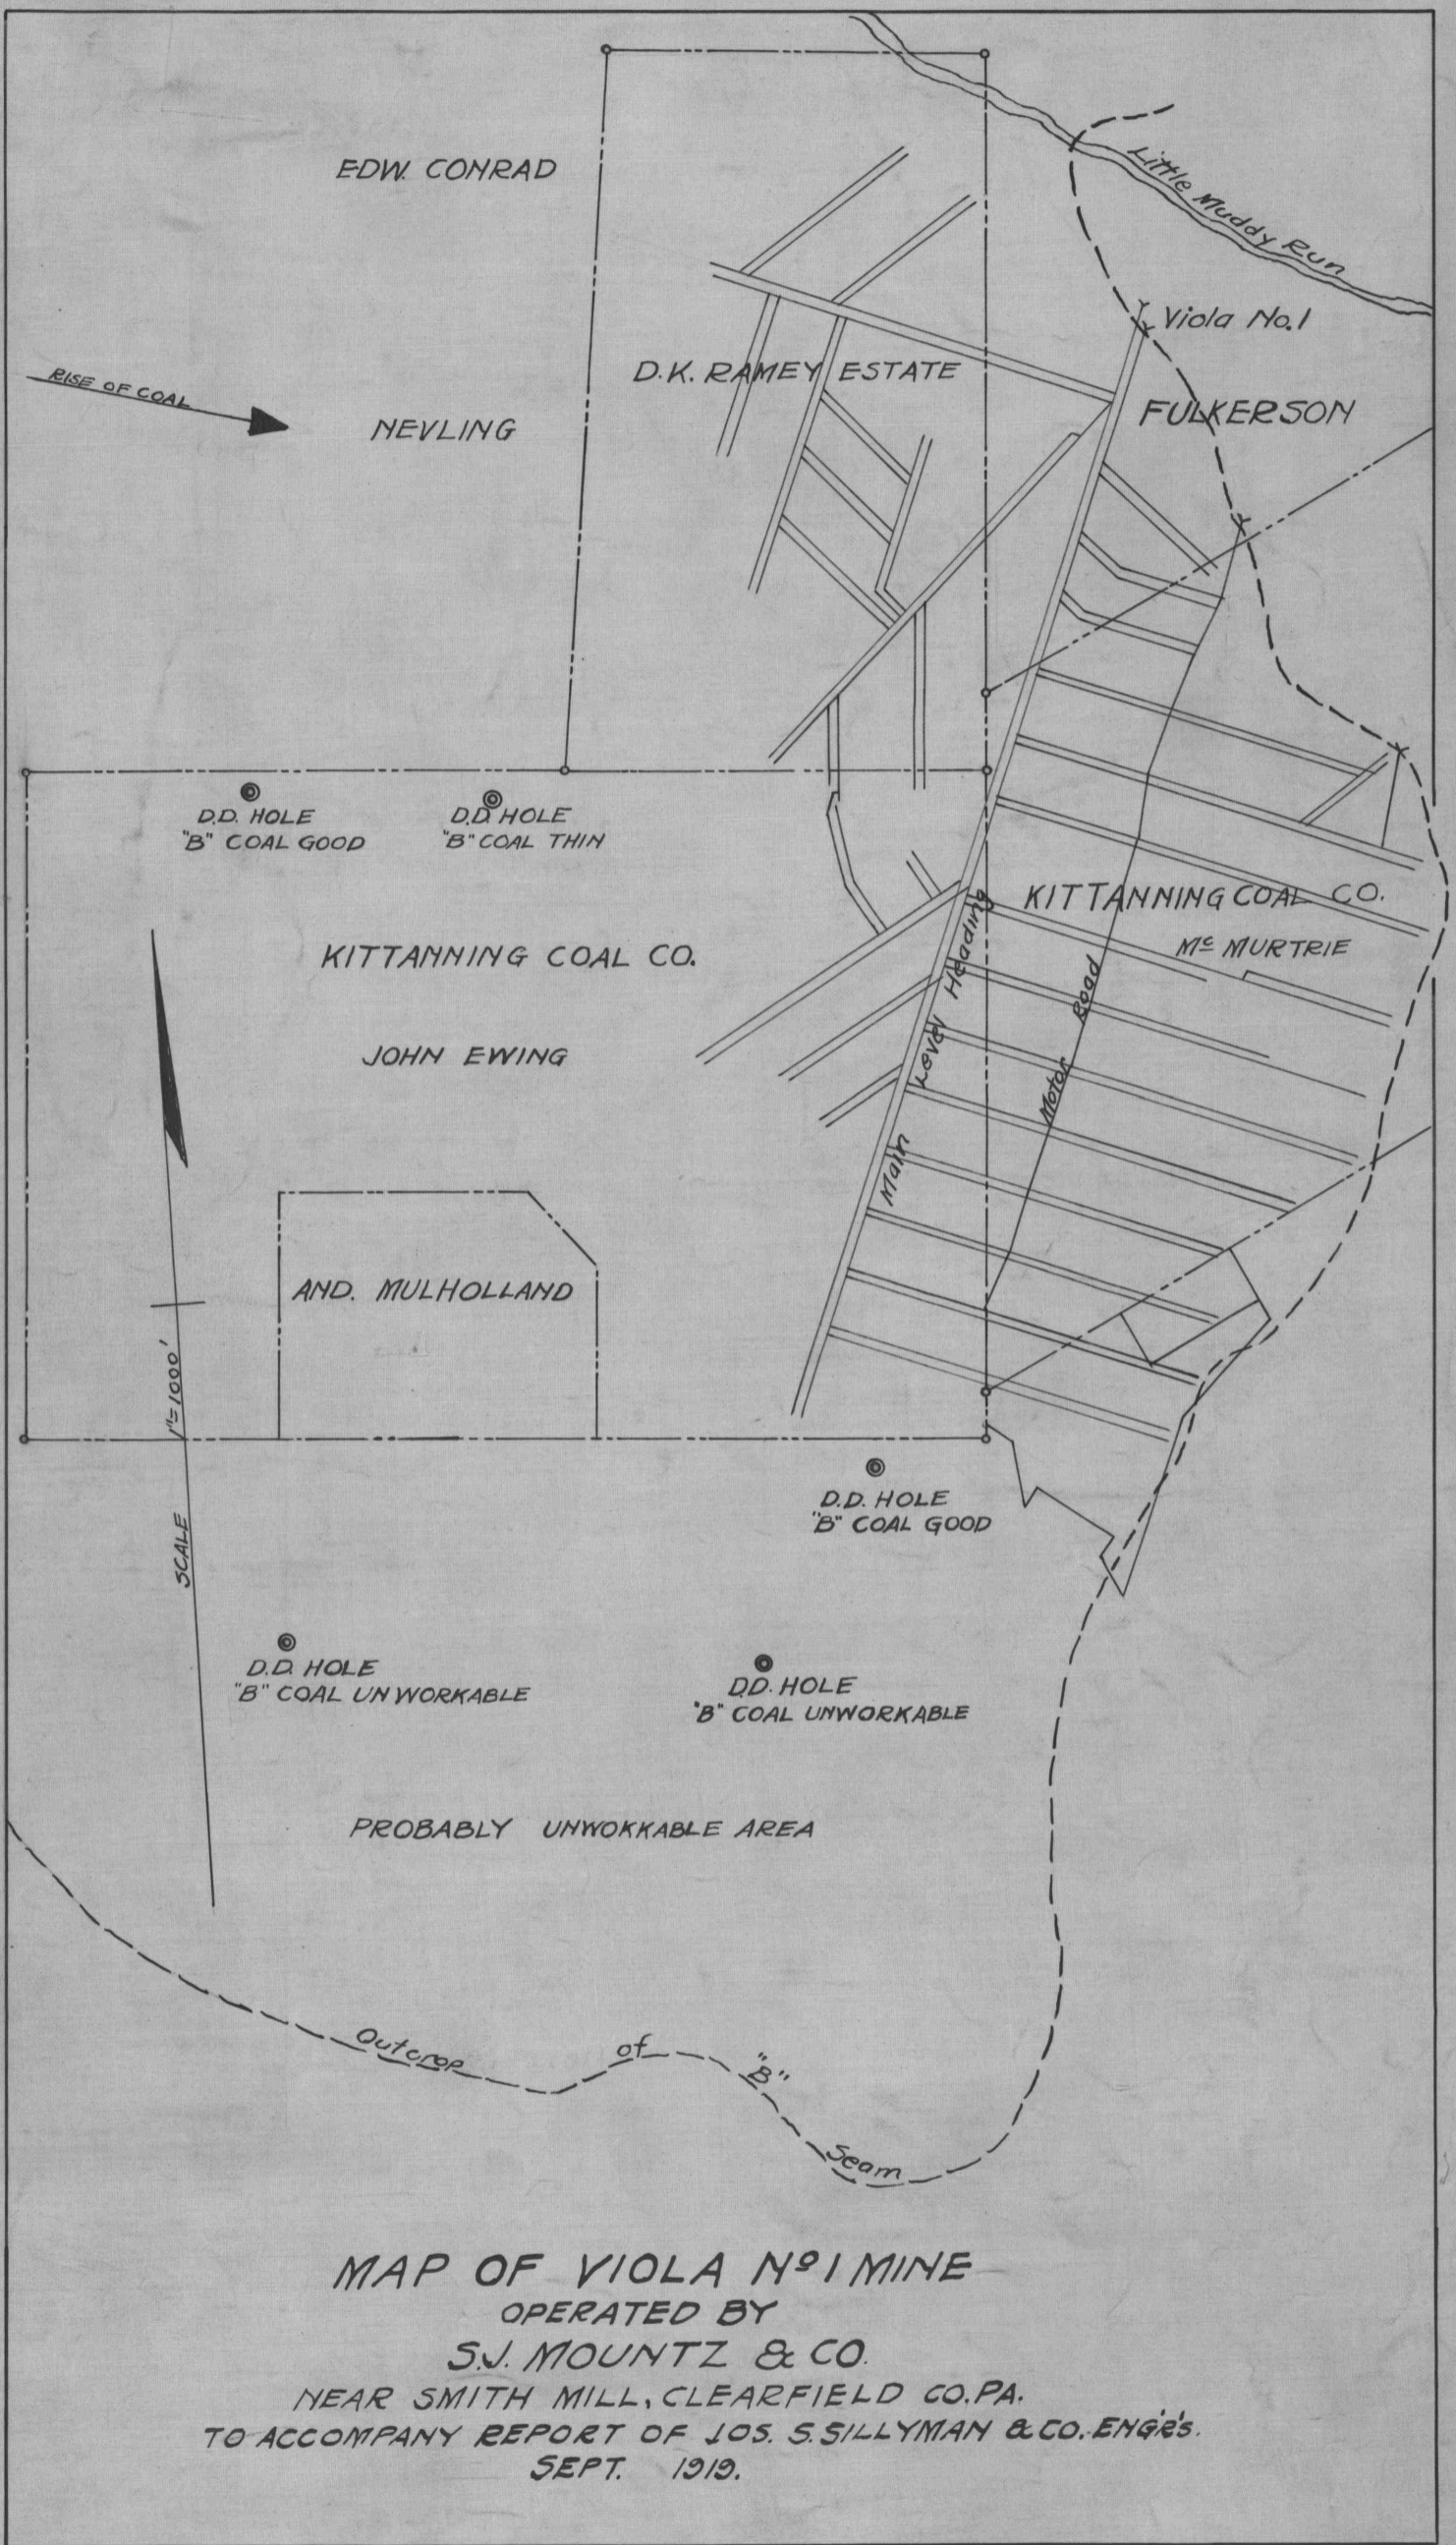 EDW. CONRAD
Little Muddy Run
Viola No. 1
D.K. RAMEY ESTATE
RISE OF COAL
FULKERSON
NEVLING
D.D. HOLE
"B" COAL GOOD
D.D. HOLE
"B" COAL THIN
KITTANNING COAL CO.
Mc MURTRIE
KITTANNING COAL CO.
JOHN EWING
Main Level Heading
Motor Road
AND. MULHOLLAND
SCALE 1"=1000'
D.D. HOLE
"B" COAL GOOD
D.D. HOLE
"B" COAL UNWORKABLE
D.D. HOLE
"B" COAL UNWORKABLE
PROBABLY UNWOKKABLE AREA
Outcrop of "B" Seam
MAP OF VIOLA No 1 MINE
OPERATED BY
S.J. MOUNTZ & CO.
NEAR SMITH MILL, CLEARFIELD CO. PA.
TO ACCOMPANY REPORT OF JOS. S. SILLYMAN & CO. ENG'R'S.
SEPT. 1919.